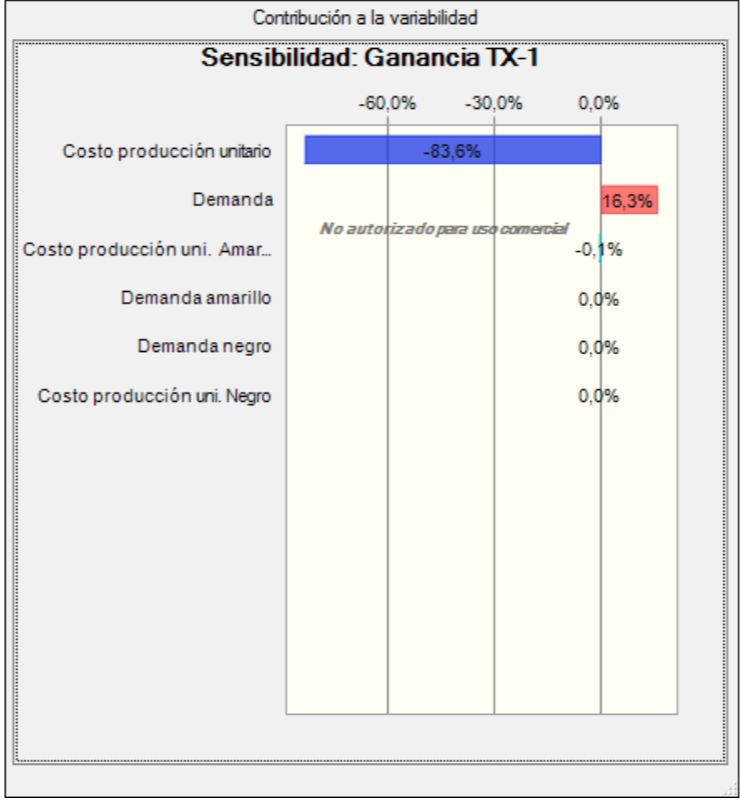 Contribución a la variabilidad
Sensibilidad: Ganancia TX-1
-60,0% -30,0% 0,0%
Costo producción unitario -83,6%
Demanda 16,3%
No autorizado para uso comercial
Costo producción uni. Amar... -0,1%
Demanda amarillo 0,0%
Demanda negro 0,0%
Costo producción uni. Negro 0,0%